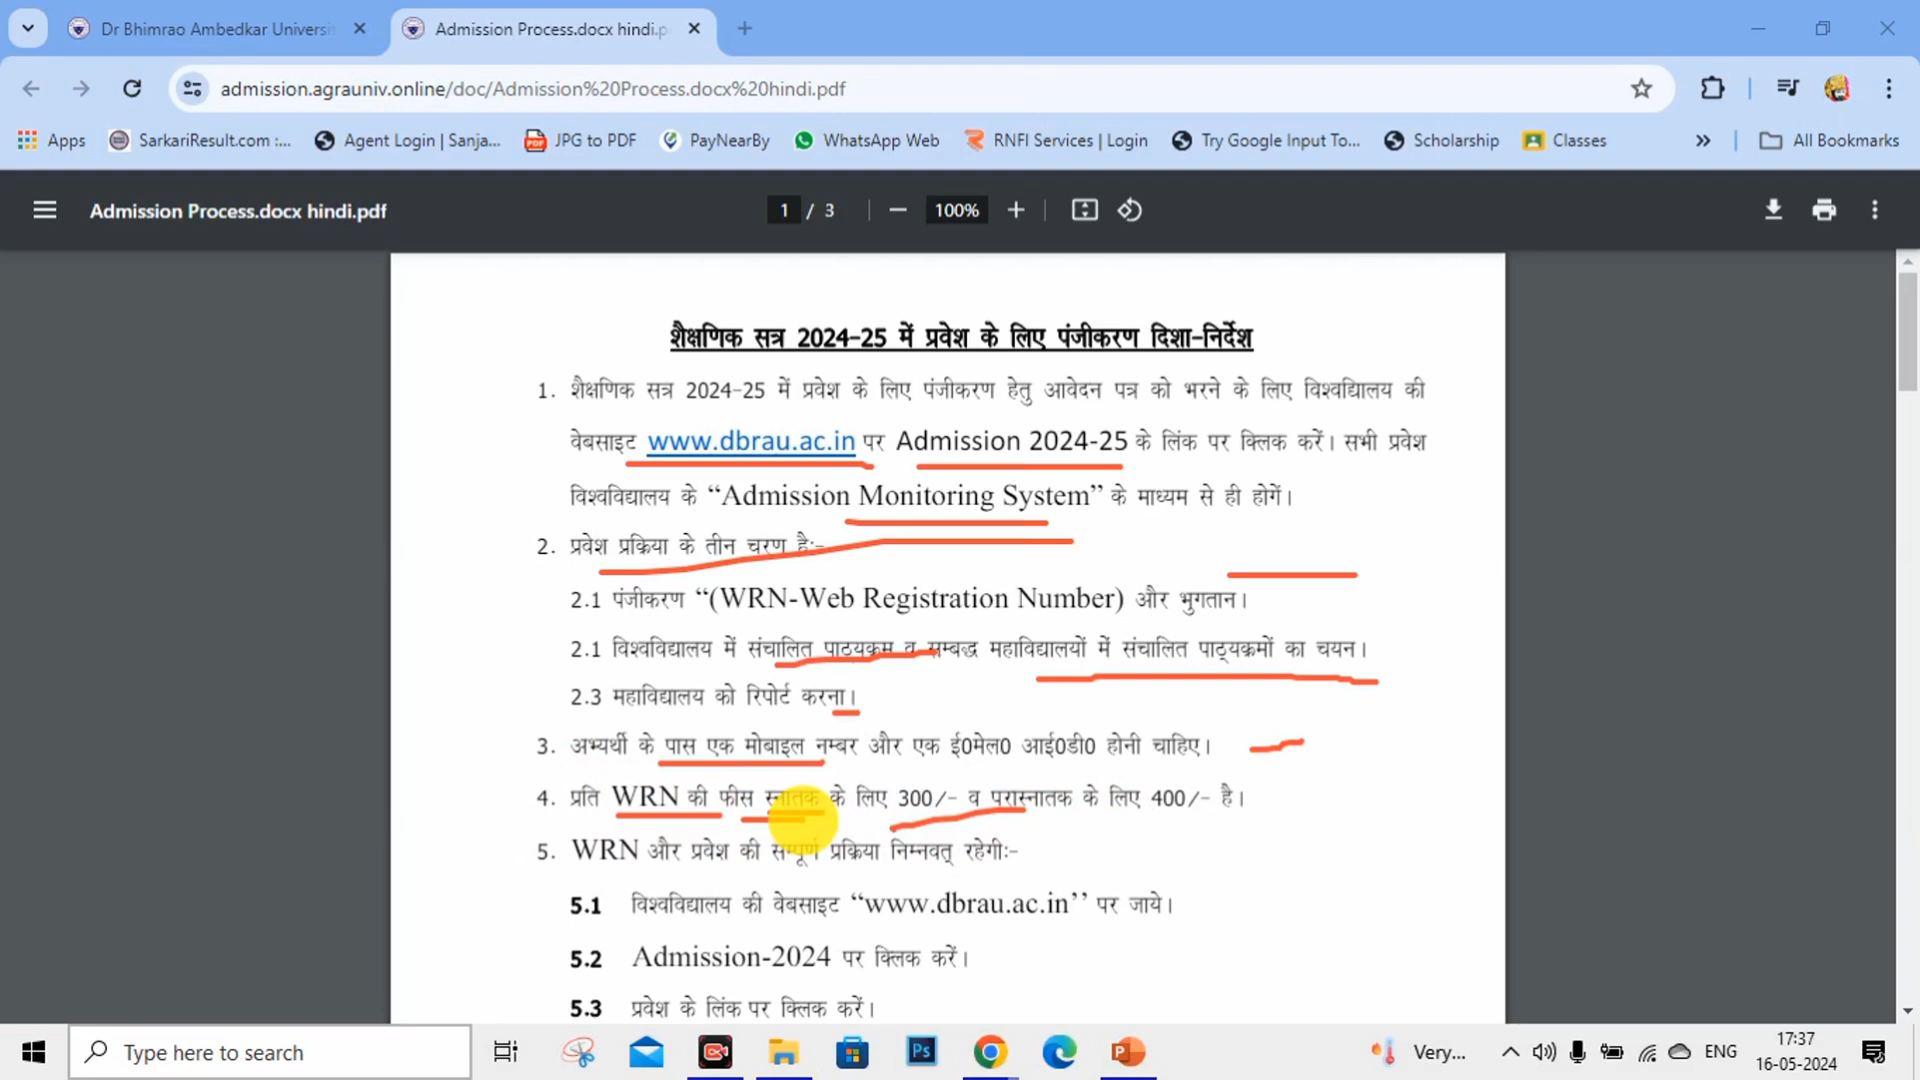 Dr Bhimrao Ambedkar Universi
Admission Process.docx hindi.p
admission.agrauniv.online/doc/Admission%20Process.docx%20hindi.pdf
Apps SarkariResult.com :... Agent Login | Sanja... JPG to PDF PayNearBy WhatsApp Web RNFI Services | Login Try Google Input To... Scholarship Classes » All Bookmarks
Admission Process.docx hindi.pdf 1 / 3 100%
शैक्षणिक सत्र 2024-25 में प्रवेश के लिए पंजीकरण दिशा-निर्देश
1. शैक्षणिक सत्र 2024-25 में प्रवेश के लिए पंजीकरण हेतु आवेदन पत्र को भरने के लिए विश्वद्यिालय की
वेबसाइट www.dbrau.ac.in पर Admission 2024-25 के लिंक पर क्लिक करें। सभी प्रवेश
विश्वविद्यालय के “Admission Monitoring System” के माध्यम से ही होगें।
2. प्रवेश प्रक्रिया के तीन चरण है:-
2.1 पंजीकरण “(WRN-Web Registration Number) और भुगतान।
2.1 विश्वविद्यालय में संचालित पाठ्यक्रम व सम्बद्ध महाविद्यालयों में संचालित पाठ्यक्रमों का चयन।
2.3 महाविद्यालय को रिपोर्ट करना।
3. अभ्यर्थी के पास एक मोबाइल नम्बर और एक ई0मेल0 आई0डी0 होनी चाहिए।
4. प्रति WRN की फीस स्नातक के लिए 300/- व परास्नातक के लिए 400/- है।
5. WRN और प्रवेश की सम्पूर्ण प्रक्रिया निम्नवत् रहेगी:-
5.1 विश्वविद्यालय की वेबसाइट “www.dbrau.ac.in’’ पर जाये।
5.2 Admission-2024 पर क्लिक करें।
5.3 प्रवेश के लिंक पर क्लिक करें।
Type here to search Ps P Very... ENG 17:37
16-05-2024